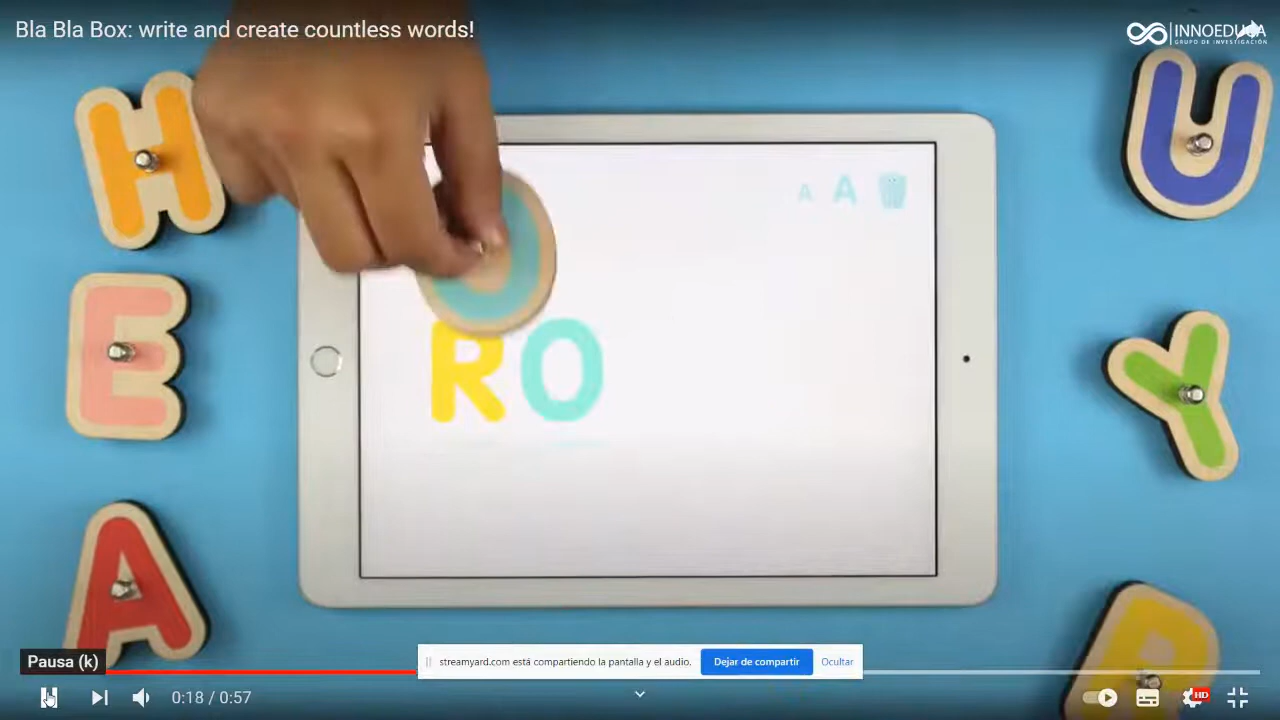 Bla Bla Box: write and create countless words!
INNOEDUCA
GRUPO DE INVESTIGACIÓN
H
U
A A
E
RO
Y
A
R
Pausa (k)
streamyard.com está compartiendo la pantalla y el audio.
Dejar de compartir
Ocultar
0:18 / 0:57
HD